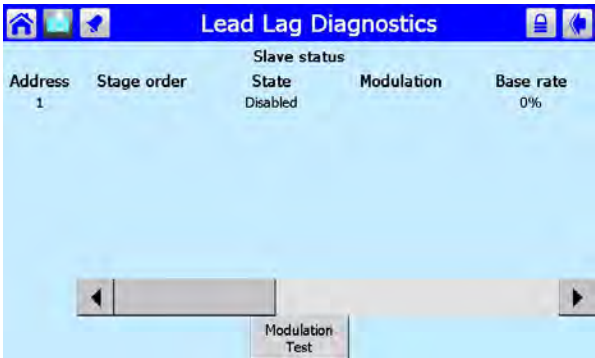 Lead Lag Diagnostics
Slave status
Address Stage order State Modulation Base rate
1 Disabled 0%
Modulation
Test